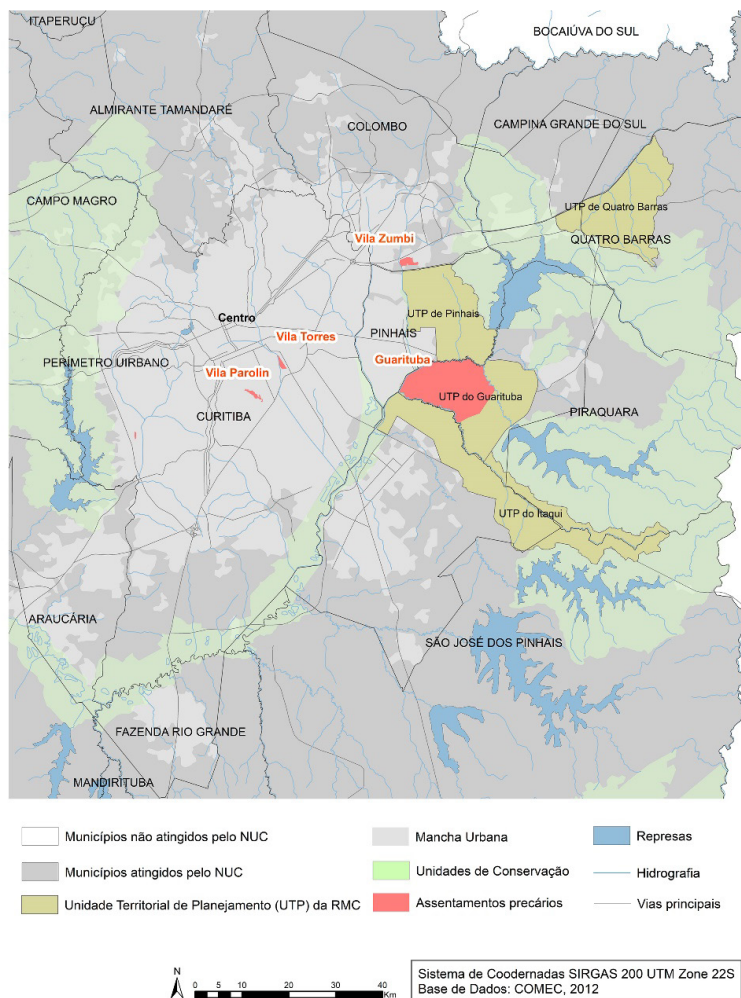 ITAPERUÇU
BOCAIÚVA DO SUL
ALMIRANTE TAMANDARÉ
COLOMBO
CAMPINA GRANDE DO SUL
CAMPO MAGRO
UTP de Quatro Barras
Vila Zumbi
QUATRO BARRAS
UTP de Pinhais
Centro
PINHAIS
Vila Torres
PERÍMETRO UIRBANO
Guarituba
Vila Parolin
UTP do Guarituba
CURITIBA
PIRAQUARA
UTP do Itaqui
ARAUCÁRIA
SÃO JOSÉ DOS PINHAIS
FAZENDA RIO GRANDE
MANDIRITUBA
Municípios não atingidos pelo NUC
Mancha Urbana
Represas
Municípios atingidos pelo NUC
Unidades de Conservação
Hidrografia
Unidade Territorial de Planejamento (UTP) da RMC
Assentamentos precários
Vias principais
N
0 5 10 20 30 40
Km
Sistema de Coodernadas SIRGAS 200 UTM Zone 22S
Base de Dados: COMEC, 2012